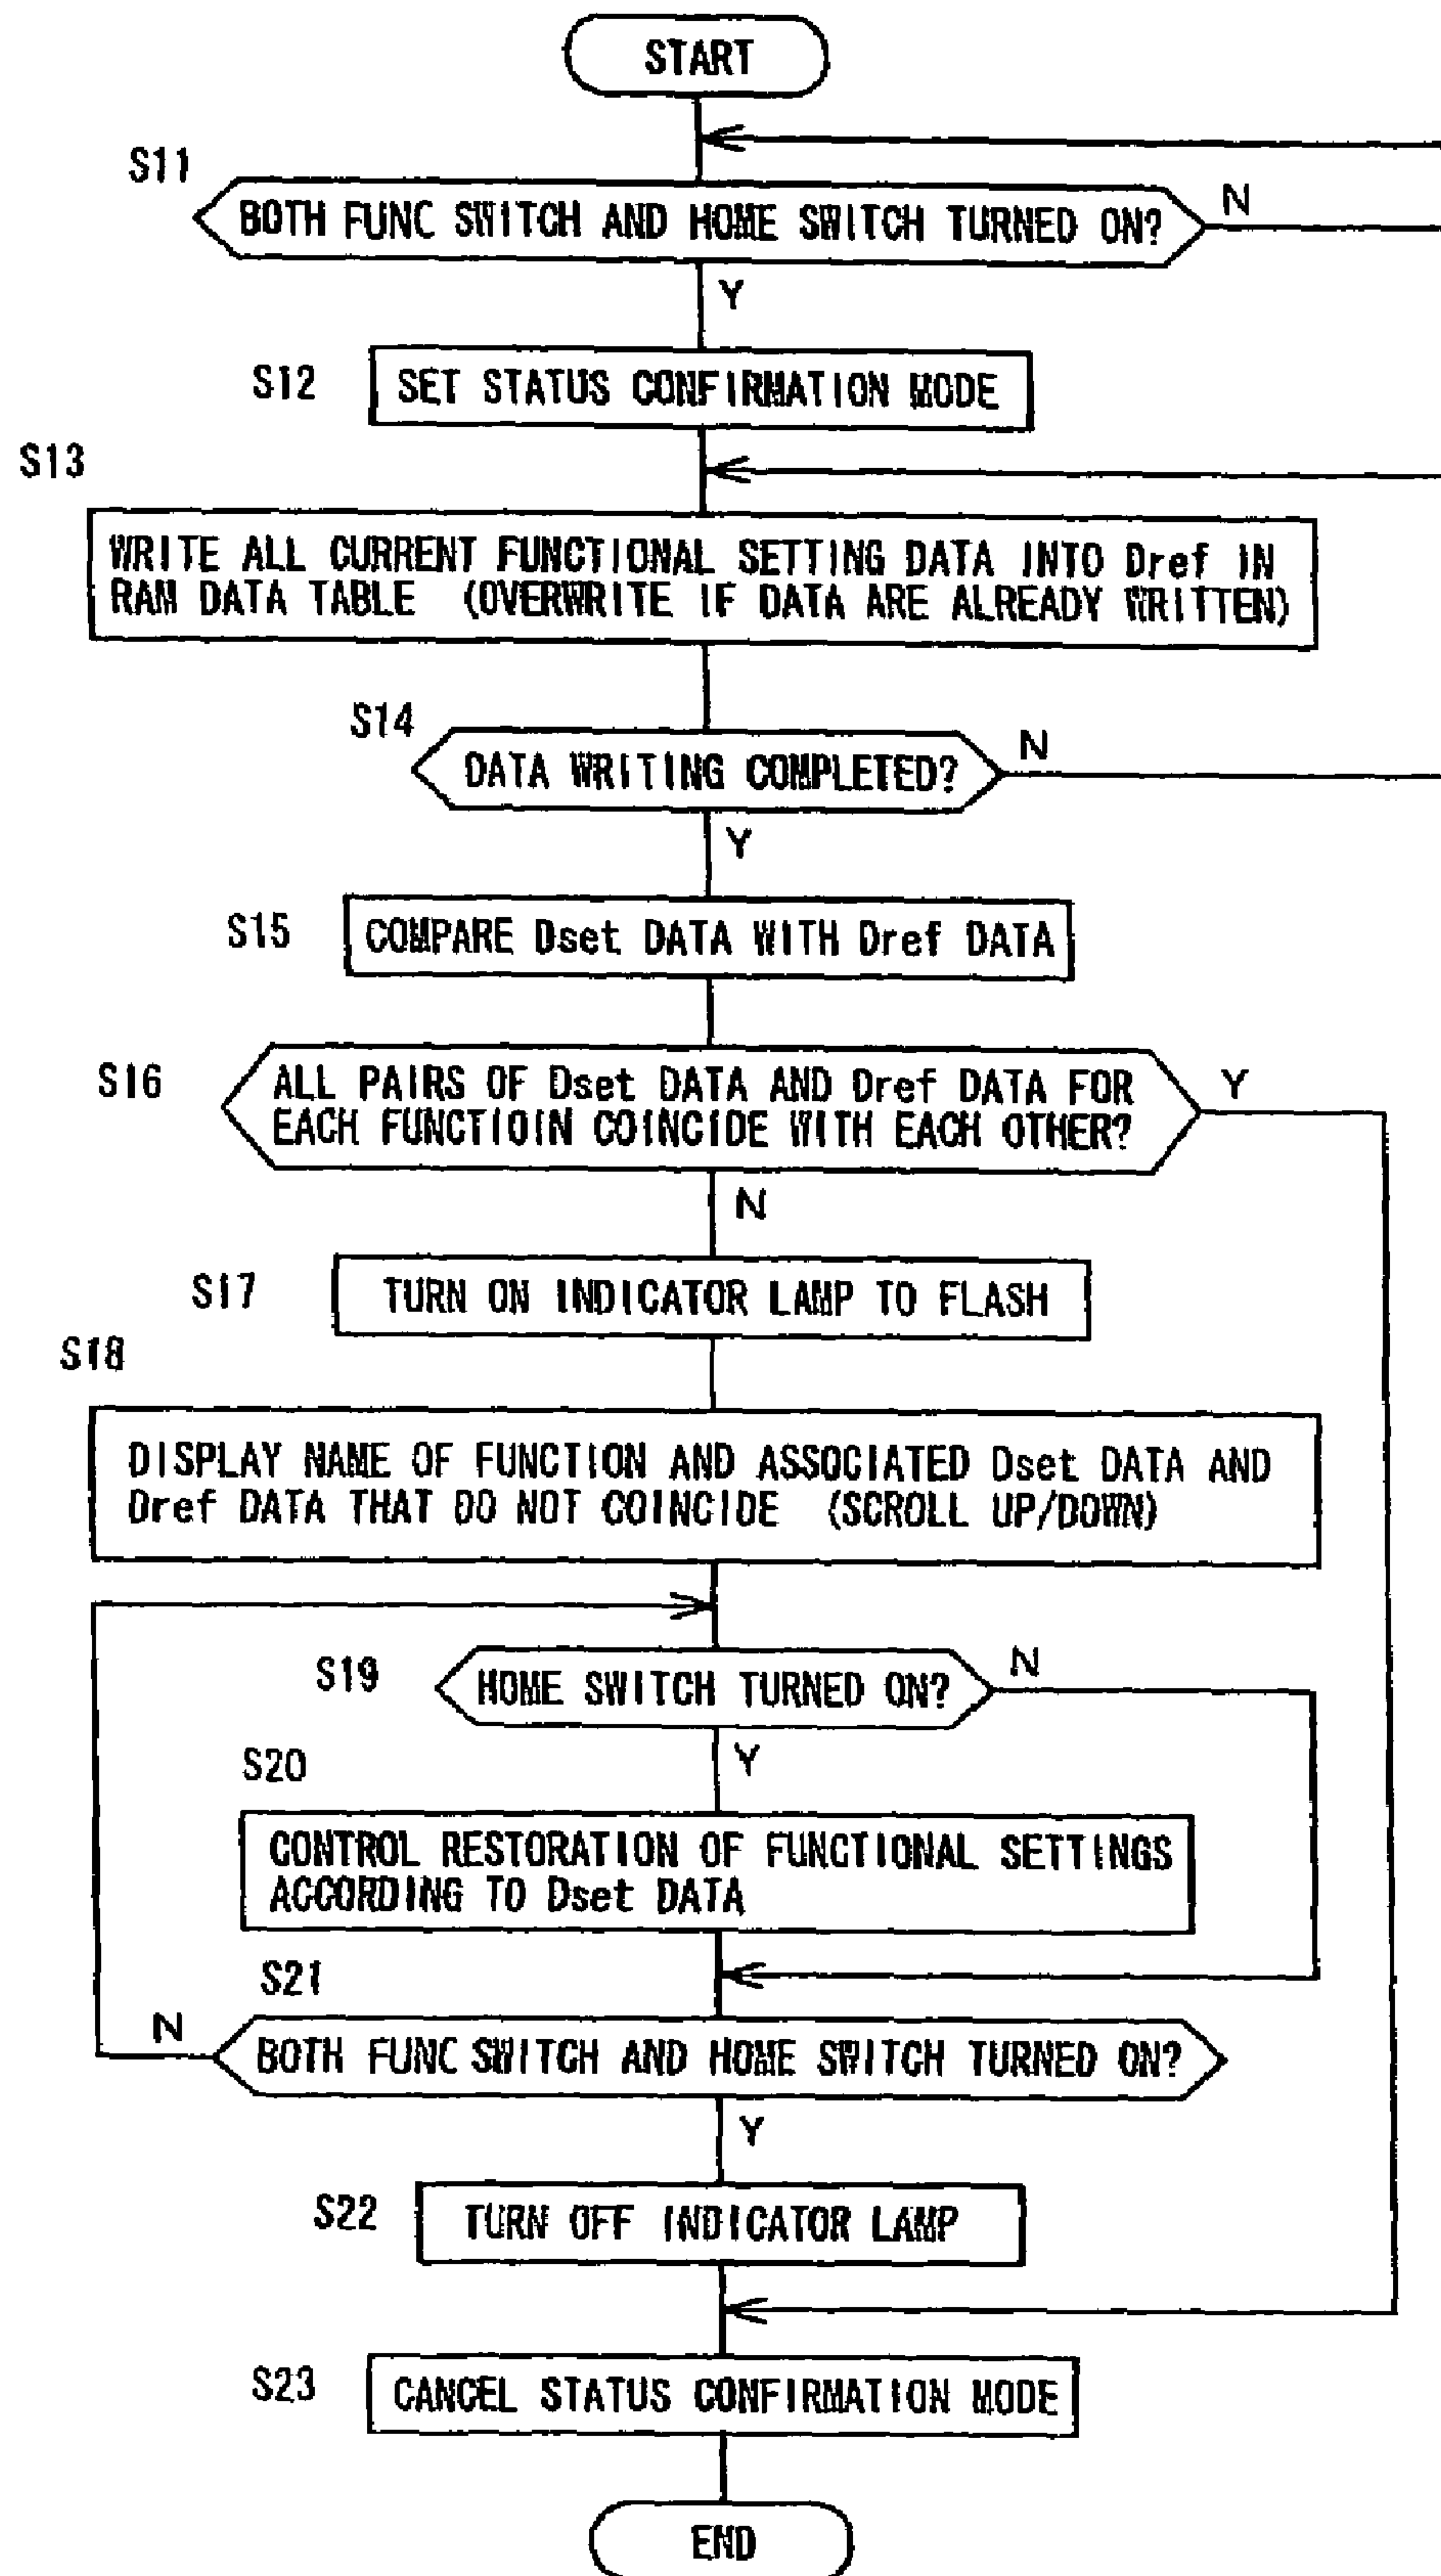 START
S11
BOTH FUNC SWITCH AND HOME SWITCH TURNED ON?
N
Y
S12
SET STATUS CONFIRMATION MODE
S13
WRITE ALL CURRENT FUNCTIONAL SETTING DATA INTO Dref IN
RAM DATA TABLE (OVERWRITE IF DATA ARE ALREADY WRITTEN)
S14
DATA WRITING COMPLETED?
N
Y
S15
COMPARE Dset DATA WITH Dref DATA
S16
ALL PAIRS OF Dset DATA AND Dref DATA FOR
EACH FUNCTIOIN COINCIDE WITH EACH OTHER?
Y
N
S17
TURN ON INDICATOR LAMP TO FLASH
S18
DISPLAY NAME OF FUNCTION AND ASSOCIATED Dset DATA AND
Dref DATA THAT DO NOT COINCIDE (SCROLL UP/DOWN)
S19
HOME SWITCH TURNED ON?
N
Y
S20
CONTROL RESTORATION OF FUNCTIONAL SETTINGS
ACCORDING TO Dset DATA
S21
N
BOTH FUNC SWITCH AND HOME SWITCH TURNED ON?
Y
S22
TURN OFF INDICATOR LAMP
S23
CANCEL STATUS CONFIRMATION MODE
END